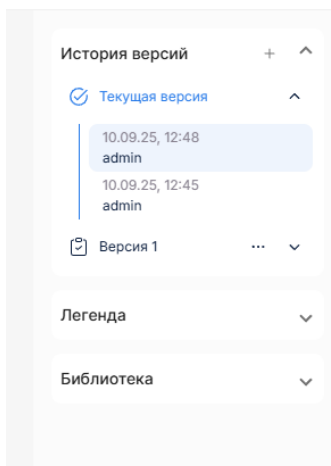 История версий
Текущая версия
10.09.25, 12:48
admin
10.09.25, 12:45
admin
Версия 1
Легенда
Библиотека